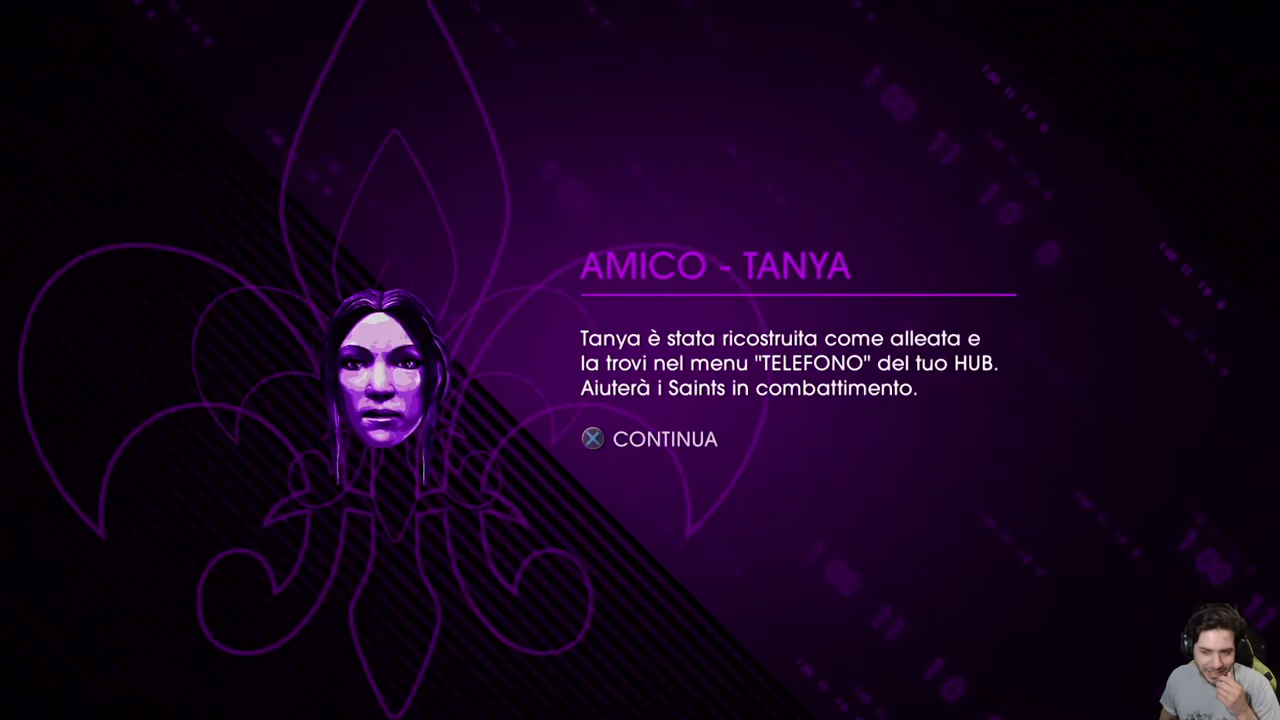 AMICO - TANYA
Tanya è stata ricostruita come alleata e
la trovi nel menu "TELEFONO" del tuo HUB.
Aiuterà i Saints in combattimento.
CONTINUA